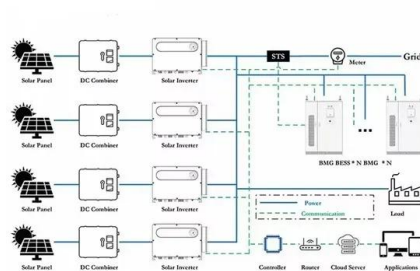 STS
Grid
Meter
Solar Panel
DC Combiner
Solar Inverter
Solar Panel
DC Combiner
Solar Inverter
BMG BESS * N BMG * N
Solar Panel
DC Combiner
Solar Inverter
Power
Communication
Load
Solar Panel
DC Combiner
Solar Inverter
Controller
Router
Cloud Server
Applications